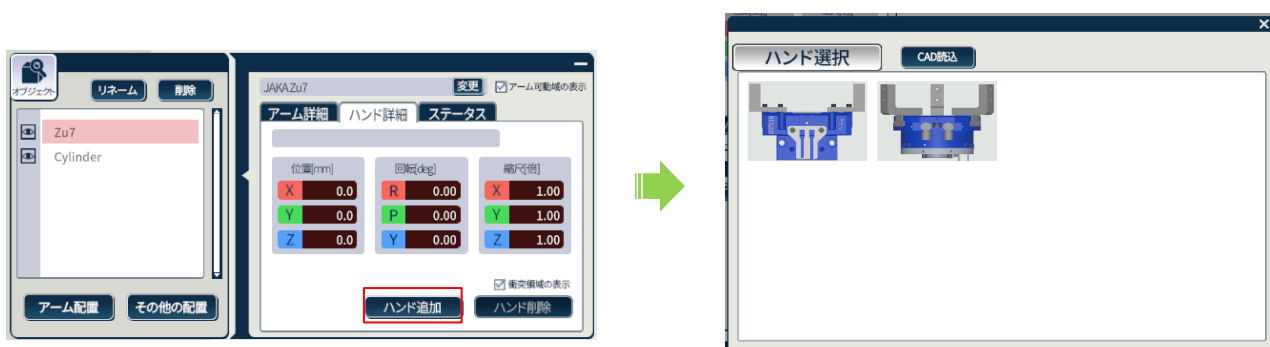 オブジェクト
リネーム
削除
Zu7
Cylinder
アーム配置
その他の配置
JAKA Zu7
変更
アーム可動域の表示
アーム詳細
ハンド詳細
ステータス
位置[mm]
回転[deg]
縮尺[倍]
X 0.0
R 0.00
X 1.00
Y 0.0
P 0.00
Y 1.00
Z 0.0
Y 0.00
Z 1.00
衝突領域の表示
ハンド追加
ハンド削除
ハンド選択
CAD読込